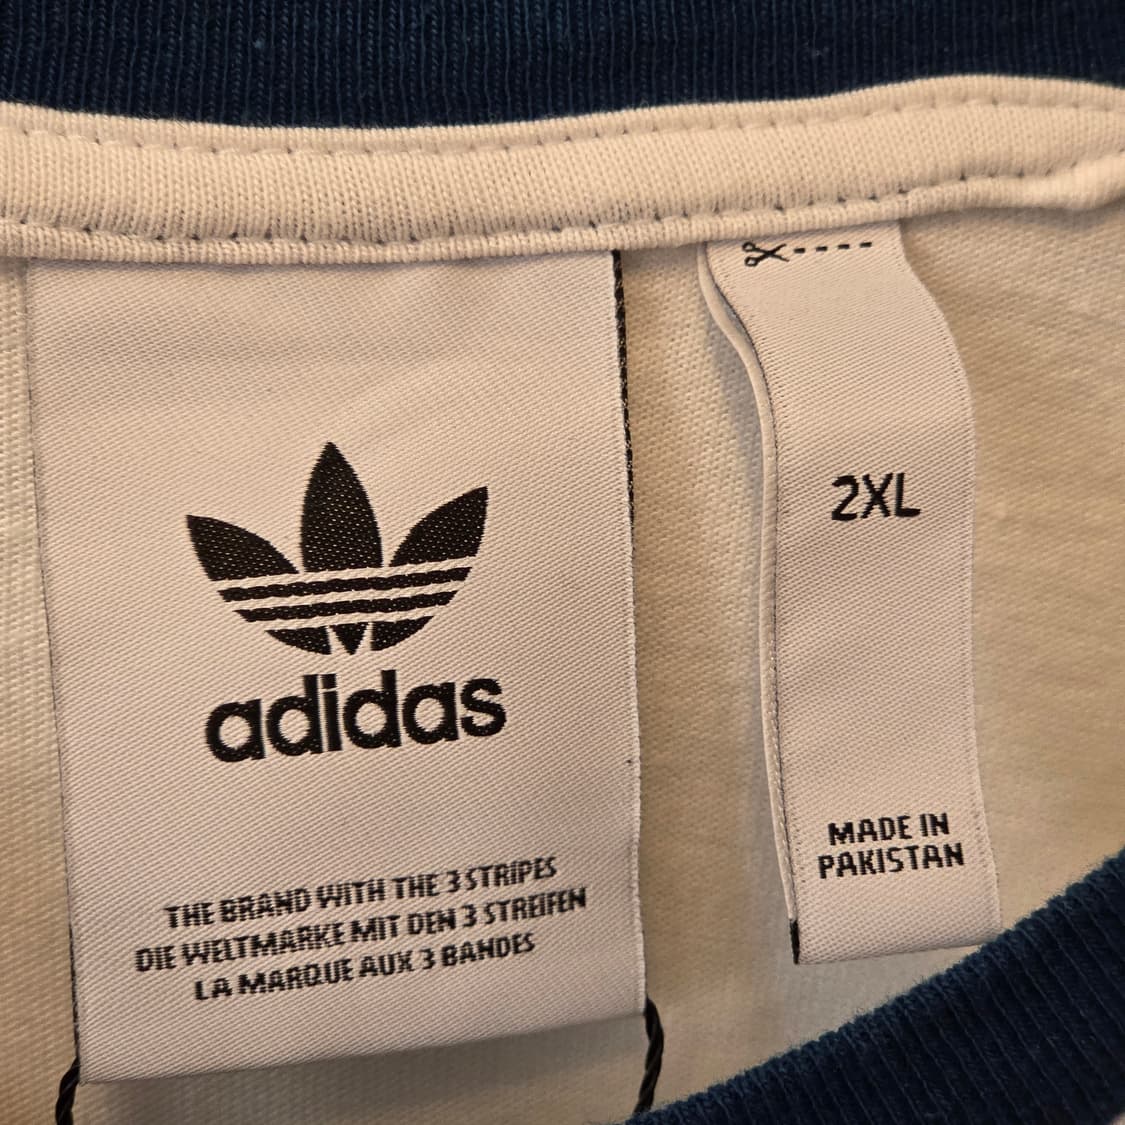 adidas
THE BRAND WITH THE 3 STRIPES
DIE WELTMARKE MIT DEN 3 STREIFEN
LA MARQUE AUX 3 BANDES
2XL
MADE IN
PAKISTAN